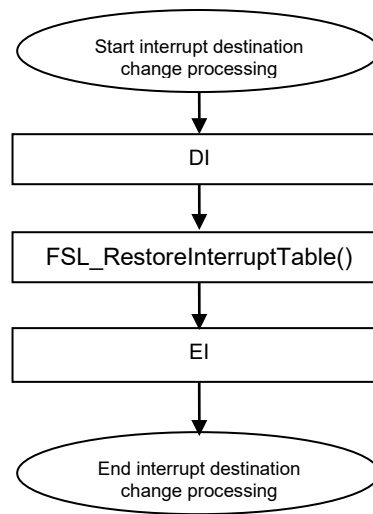 Start interrupt destination
change processing
DI
FSL_RestoreInterruptTable()
EI
End interrupt destination
change processing